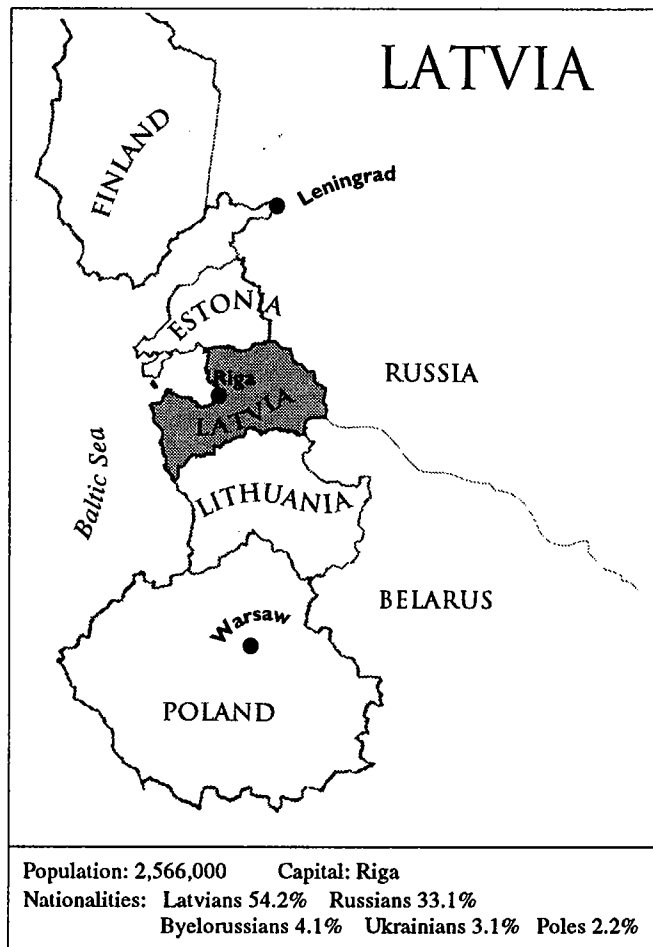 LATVIA
FINLAND
Leningrad
ESTONIA
RUSSIA
Riga
LATVIA
Baltic Sea
LITHUANIA
BELARUS
Warsaw
POLAND
Population: 2,566,000 Capital: Riga
Nationalities: Latvians 54.2% Russians 33.1%
Byelorussians 4.1% Ukrainians 3.1% Poles 2.2%